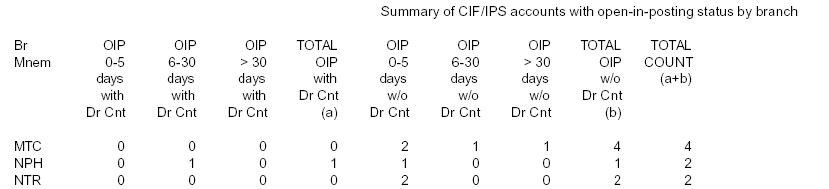 Summary of CIF/IPS accounts with open-in-posting status by branch
Br OIP OIP OIP TOTAL OIP OIP OIP TOTAL TOTAL
Mnem 0-5 6-30 > 30 OIP 0-5 6-30 > 30 OIP COUNT
days days days with days days days w/o (a+b)
with with with Dr Cnt w/o w/o w/o Dr Cnt
Dr Cnt Dr Cnt Dr Cnt (a) Dr Cnt Dr Cnt Dr Cnt (b)
MTC 0 0 0 0 2 1 1 4 4
NPH 0 1 0 1 1 0 0 1 2
NTR 0 0 0 0 2 0 0 2 2